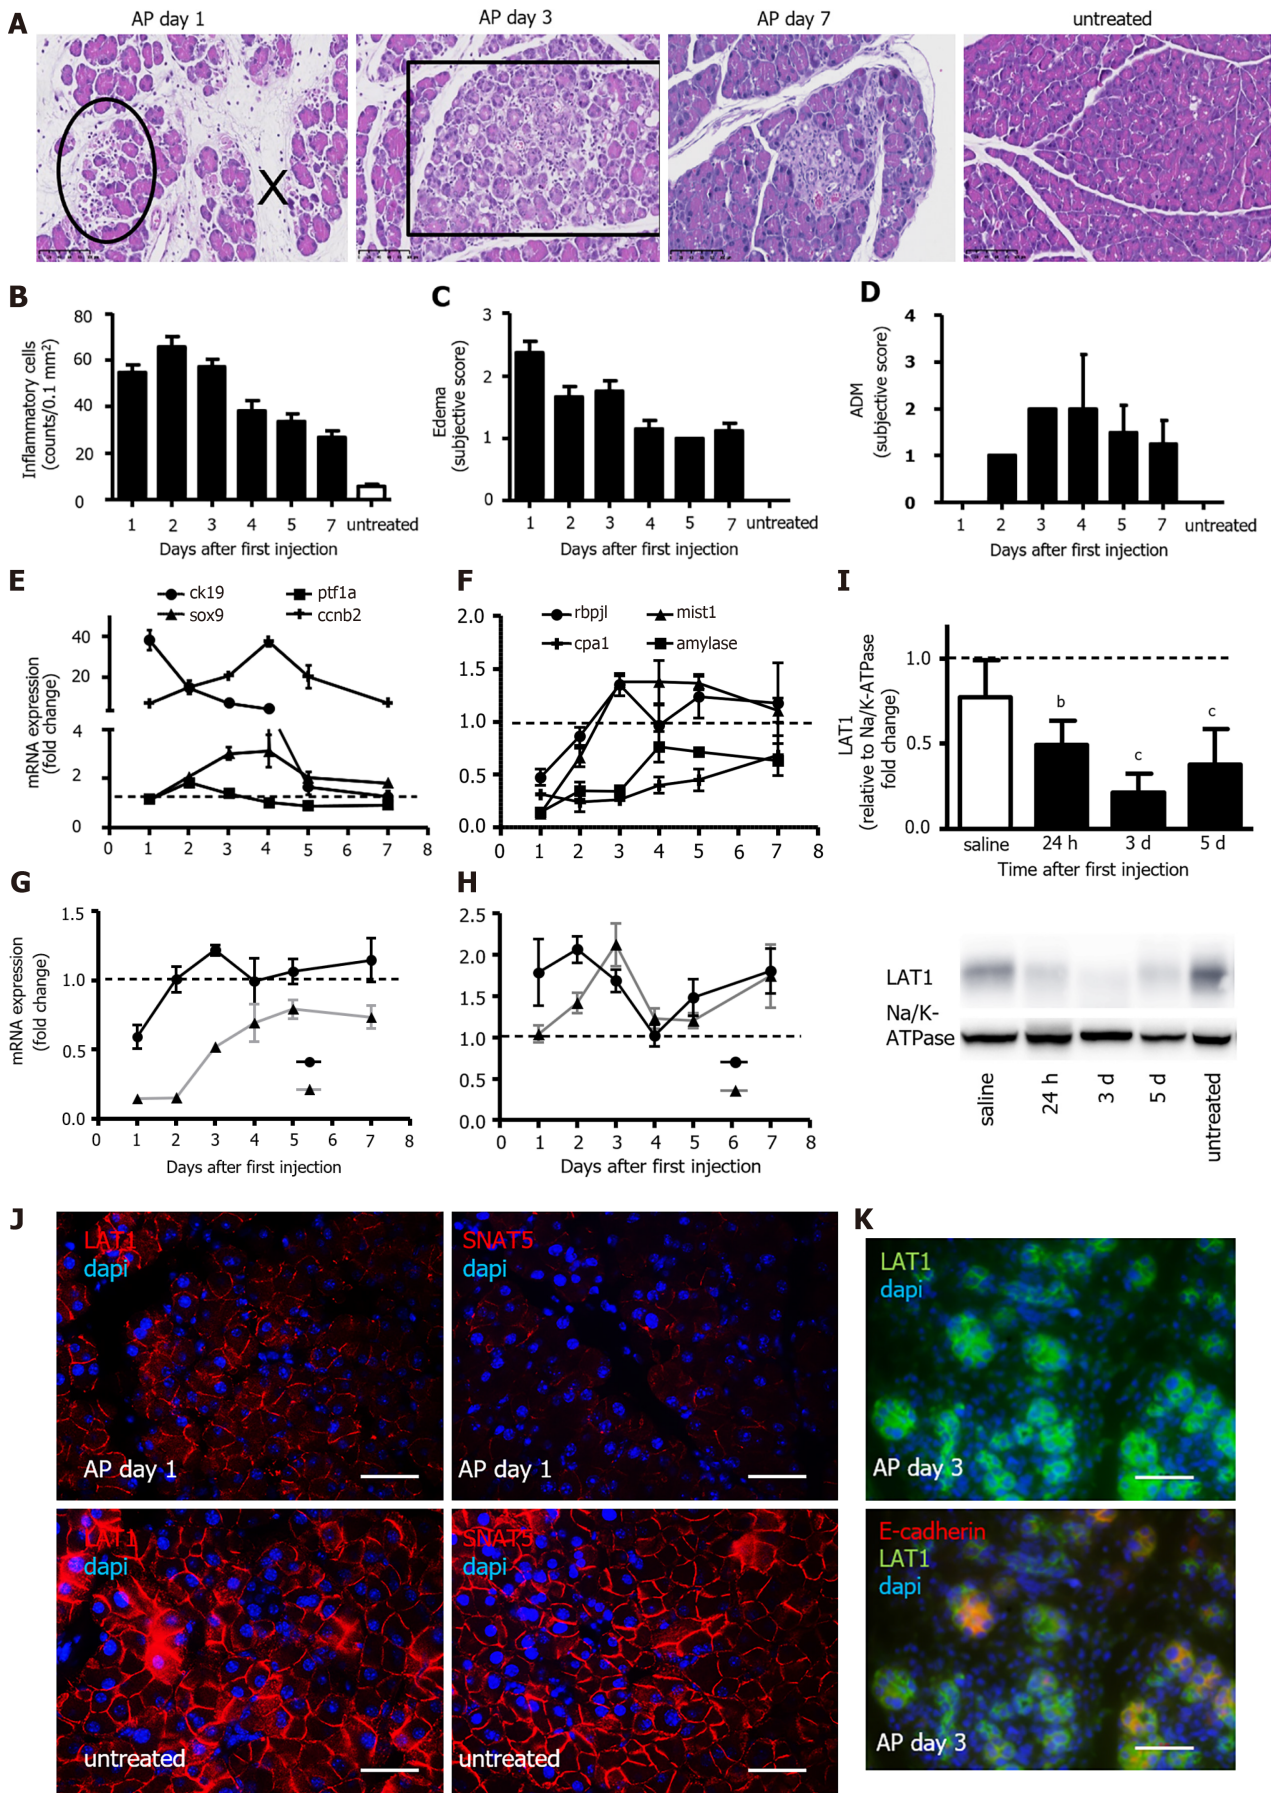 A
AP day 1
AP day 3
AP day 7
untreated
X
B
Inflammatory cells
(counts/0.1 mm²)
80
60
40
20
0
1 2 3 4 5 7 untreated
Days after first injection
C
Edema
(subjective score)
3
2
1
0
1 2 3 4 5 7 untreated
Days after first injection
D
ADM
(subjective score)
4
3
2
1
0
1 2 3 4 5 7 untreated
Days after first injection
E
ck19
ptf1a
sox9
ccnb2
mRNA expression
(fold change)
40
20
4
2
0
0 1 2 3 4 5 6 7 8
F
rbpjl
mist1
cpa1
amylase
2.0
1.5
1.0
0.5
0.0
0 1 2 3 4 5 6 7 8
I
LAT1
(relative to Na/K-ATPase
fold change)
1.0
0.5
0.0
b
c
c
saline 24 h 3 d 5 d
Time after first injection
LAT1
Na/K-
ATPase
saline
24 h
3 d
5 d
untreated
G
mRNA expression
(fold change)
1.5
1.0
0.5
0.0
0 1 2 3 4 5 6 7 8
Days after first injection
H
2.5
2.0
1.5
1.0
0.5
0.0
0 1 2 3 4 5 6 7 8
Days after first injection
J
LAT1
dapi
AP day 1
SNAT5
dapi
AP day 1
LAT1
dapi
untreated
SNAT5
dapi
untreated
K
LAT1
dapi
AP day 3
E-cadherin
LAT1
dapi
AP day 3